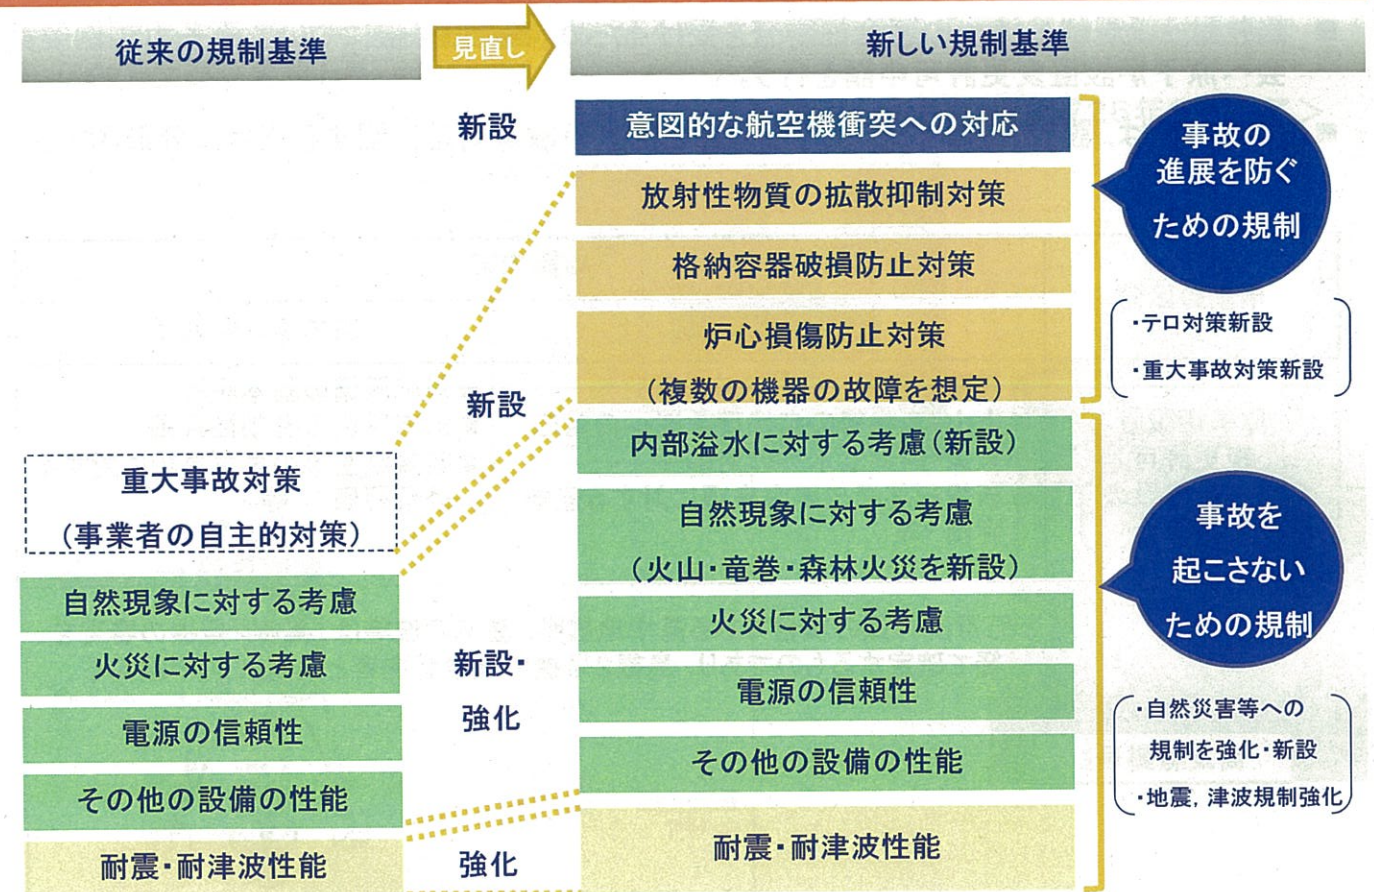 従来の規制基準
見直し
新しい規制基準
新設
意図的な航空機衝突への対応
放射性物質の拡散抑制対策
格納容器破損防止対策
炉心損傷防止対策
（複数の機器の故障を想定）
事故の
進展を防ぐ
ための規制
・テロ対策新設
・重大事故対策新設
新設
重大事故対策
（事業者の自主的対策）
自然現象に対する考慮
火災に対する考慮
電源の信頼性
その他の設備の性能
耐震・耐津波性能
新設・
強化
強化
内部溢水に対する考慮（新設）
自然現象に対する考慮
（火山・竜巻・森林火災を新設）
火災に対する考慮
電源の信頼性
その他の設備の性能
耐震・耐津波性能
事故を
起こさない
ための規制
・自然災害等への
規制を強化・新設
・地震，津波規制強化